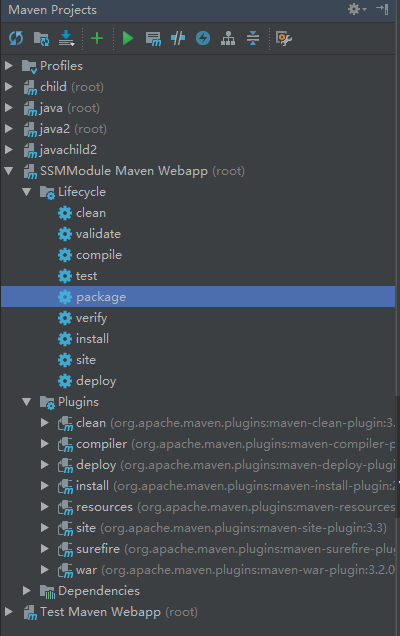 Maven Projects
Profiles
child (root)
java (root)
java2 (root)
javachild2
SSMModule Maven Webapp (root)
Lifecycle
clean
validate
compile
test
package
verify
install
site
deploy
Plugins
clean (org.apache.maven.plugins:maven-clean-plugin:3.
compiler (org.apache.maven.plugins:maven-compiler-p
deploy (org.apache.maven.plugins:maven-deploy-plugi
install (org.apache.maven.plugins:maven-install-plugin:2
resources (org.apache.maven.plugins:maven-resources
site (org.apache.maven.plugins:maven-site-plugin:3.3)
surefire (org.apache.maven.plugins:maven-surefire-plug
war (org.apache.maven.plugins:maven-war-plugin:3.2.0
Dependencies
Test Maven Webapp (root)